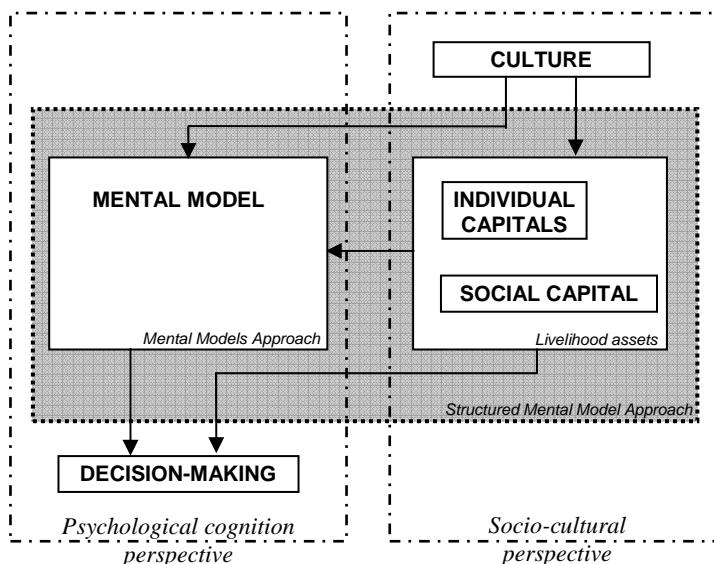 CULTURE
MENTAL MODEL
Mental Models Approach
INDIVIDUAL
CAPITALS
SOCIAL CAPITAL
Livelihood assets
Structured Mental Model Approach
DECISION-MAKING
Psychological cognition
perspective
Socio-cultural
perspective